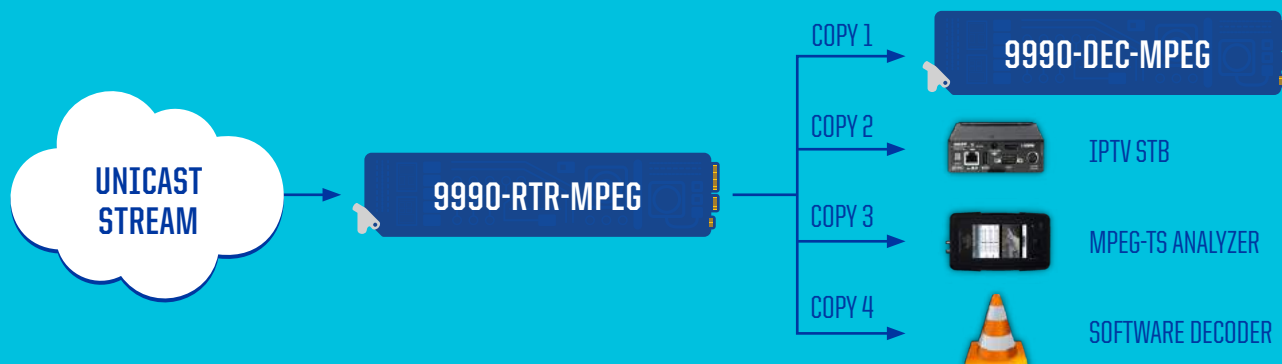 UNICAST
STREAM
9990-RTR-MPEG
COPY 1
9990-DEC-MPEG
COPY 2
IPTV STB
COPY 3
MPEG-TS ANALYZER
COPY 4
SOFTWARE DECODER